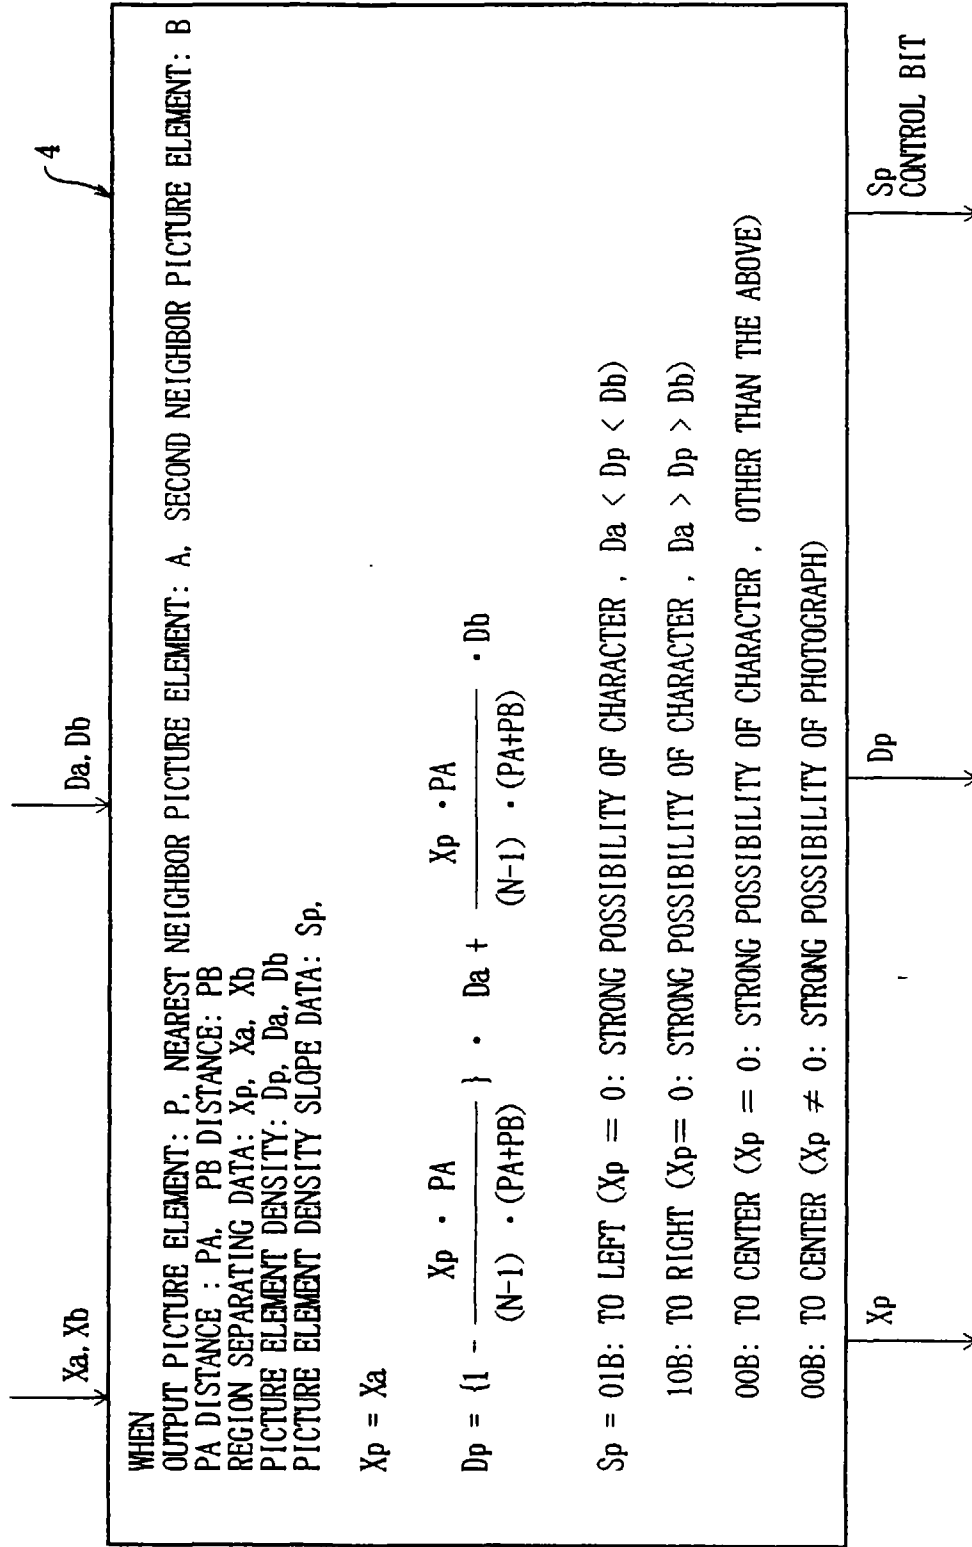 4
Xa, Xb
Da, Db
WHEN
OUTPUT PICTURE ELEMENT: P, NEAREST NEIGHBOR PICTURE ELEMENT: A, SECOND NEIGHBOR PICTURE ELEMENT: B
PA DISTANCE : PA, PB DISTANCE: PB
REGION SEPARATING DATA: Xp, Xa, Xb
PICTURE ELEMENT DENSITY: Dp, Da, Db
PICTURE ELEMENT DENSITY SLOPE DATA: Sp,
Xp = Xa
Xp · PA Xp · PA
Dp = {1 - ――― } · Da + ――― · Db
(N-1) · (PA+PB) (N-1) · (PA+PB)
Sp = 01B: TO LEFT (Xp = 0: STRONG POSSIBILITY OF CHARACTER , Da < Dp < Db)
10B: TO RIGHT (Xp= 0: STRONG POSSIBILITY OF CHARACTER , Da > Dp > Db)
00B: TO CENTER (Xp = 0: STRONG POSSIBILITY OF CHARACTER , OTHER THAN THE ABOVE)
00B: TO CENTER (Xp ≠ 0: STRONG POSSIBILITY OF PHOTOGRAPH)
Xp
Dp
Sp
CONTROL BIT